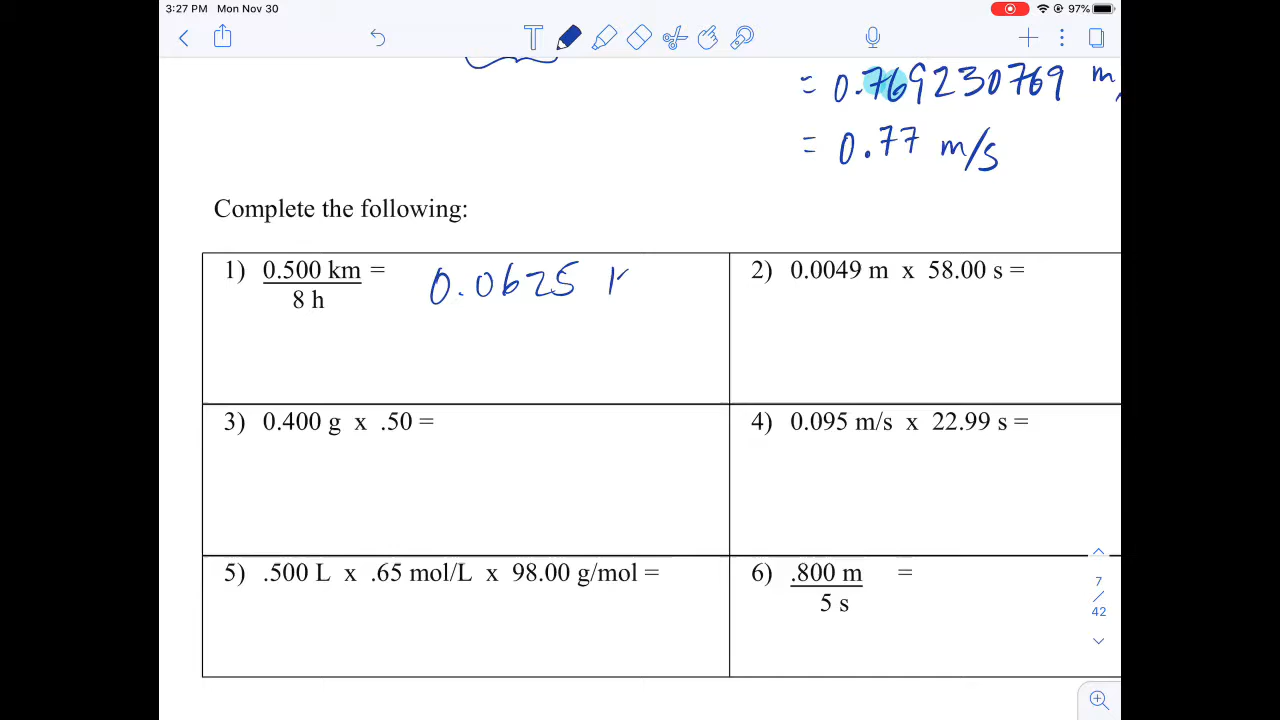 3:27 PM Mon Nov 30
97%
= 0.769230769 m
= 0.77 m/s
Complete the following:
1) 0.500 km = 0.0625
8 h
2) 0.0049 m x 58.00 s =
3) 0.400 g x .50 =
4) 0.095 m/s x 22.99 s =
5) .500 L x .65 mol/L x 98.00 g/mol =
6) .800 m =
5 s
7
/
42